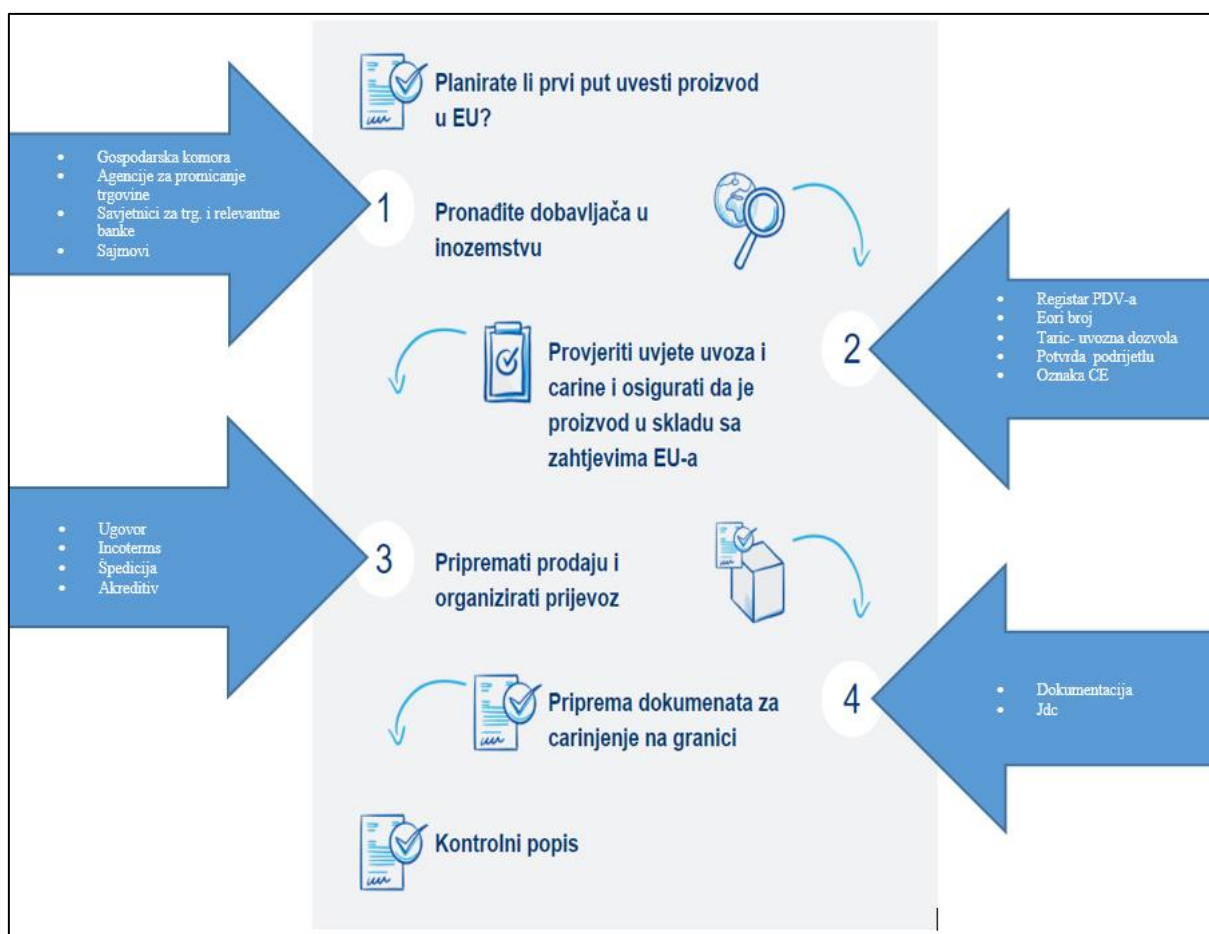 Planirate li prvi put uvesti proizvod
u EU?
• Gospodarska komora
• Agencije za promicanje
trgovine
• Savjetnici za trg. i relevantne
banke
• Sajmovi
1
Pronađite dobavljača u
inozemstvu
• Registar PDV-a
• Eori broj
• Taric- uvozna dozvola
• Potvrda podrijetlu
• Oznaka CE
2
Provjeriti uvjete uvoza i
carine i osigurati da je
proizvod u skladu sa
zahtjevima EU-a
• Ugovor
• Incoterms
• Špedicija
• Akreditiv
3
Pripremati prodaju i
organizirati prijevoz
• Dokumentacija
• Jdc
4
Priprema dokumenata za
carinjenje na granici
Kontrolni popis